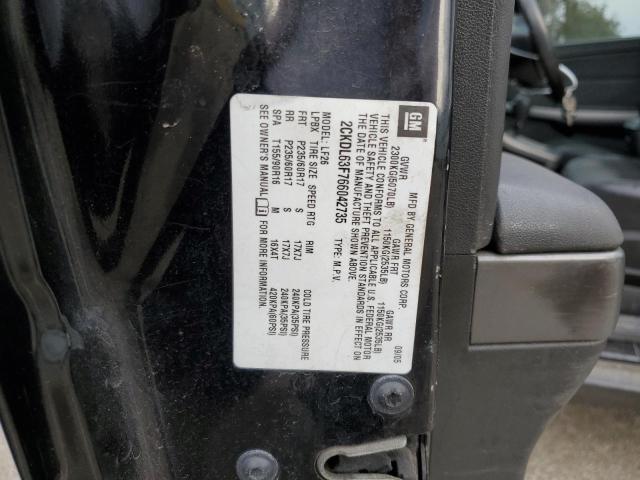 GM
MFD BY GENERAL MOTORS CORP. 09/05
GVWR GAWR FRT GAWR RR
2300KG(5070LB) 1150KG(2535LB) 1150KG(2535LB)
THIS VEHICLE CONFORMS TO ALL APPLICABLE U.S. FEDERAL MOTOR
VEHICLE SAFETY AND THEFT PREVENTION STANDARDS IN EFFECT ON
THE DATE OF MANUFACTURE SHOWN ABOVE.
2CKDL63F766042735 TYPE: M.P.V.
MODEL: LF26
LPBX TIRE SIZE SPEED RTG RIM COLD TIRE PRESSURE
FRT P235/60R17 S 17X7J 240KPA(35PSI)
RR P235/60R17 S 17X7J 240KPA(35PSI)
SPA T155/90R16 M 16X4T 420KPA(60PSI)
SEE OWNER'S MANUAL FOR MORE INFORMATION.